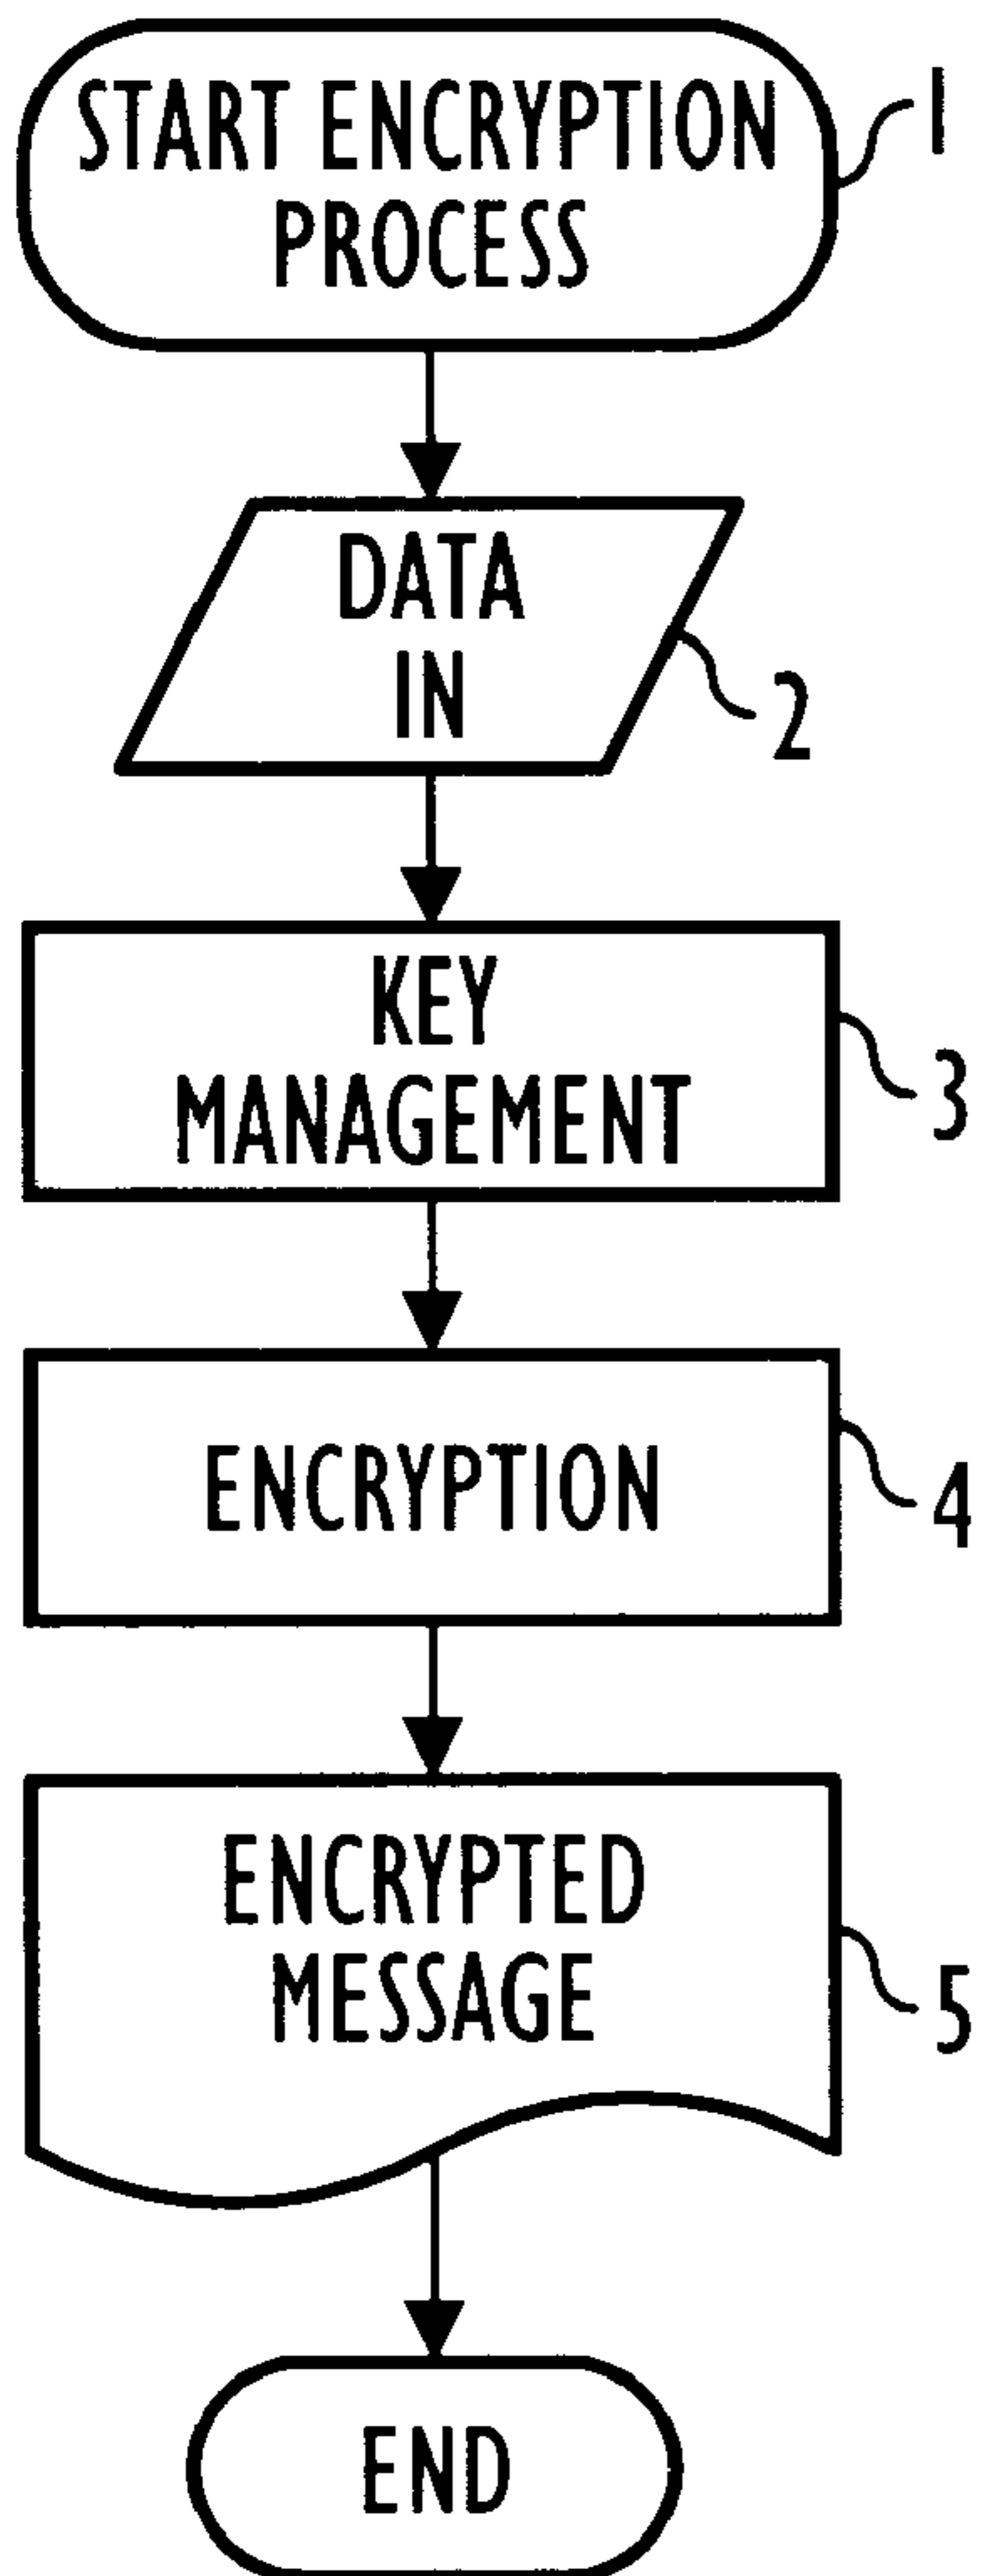 START ENCRYPTION
PROCESS
1
DATA
IN
2
KEY
MANAGEMENT
3
ENCRYPTION
4
ENCRYPTED
MESSAGE
5
END